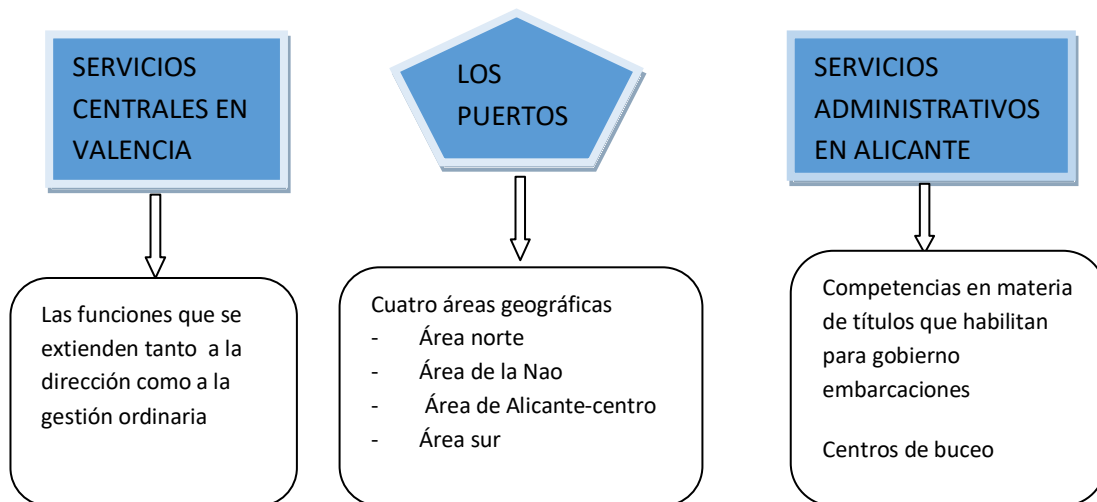 SERVICIOS
CENTRALES EN
VALENCIA
LOS
PUERTOS
SERVICIOS
ADMINISTRATIVOS
EN ALICANTE
Las funciones que se
extienden tanto a la
dirección como a la
gestión ordinaria
Cuatro áreas geográficas
- Área norte
- Área de la Nao
- Área de Alicante-centro
- Área sur
Competencias en materia
de títulos que habilitan
para gobierno
embarcaciones
Centros de buceo